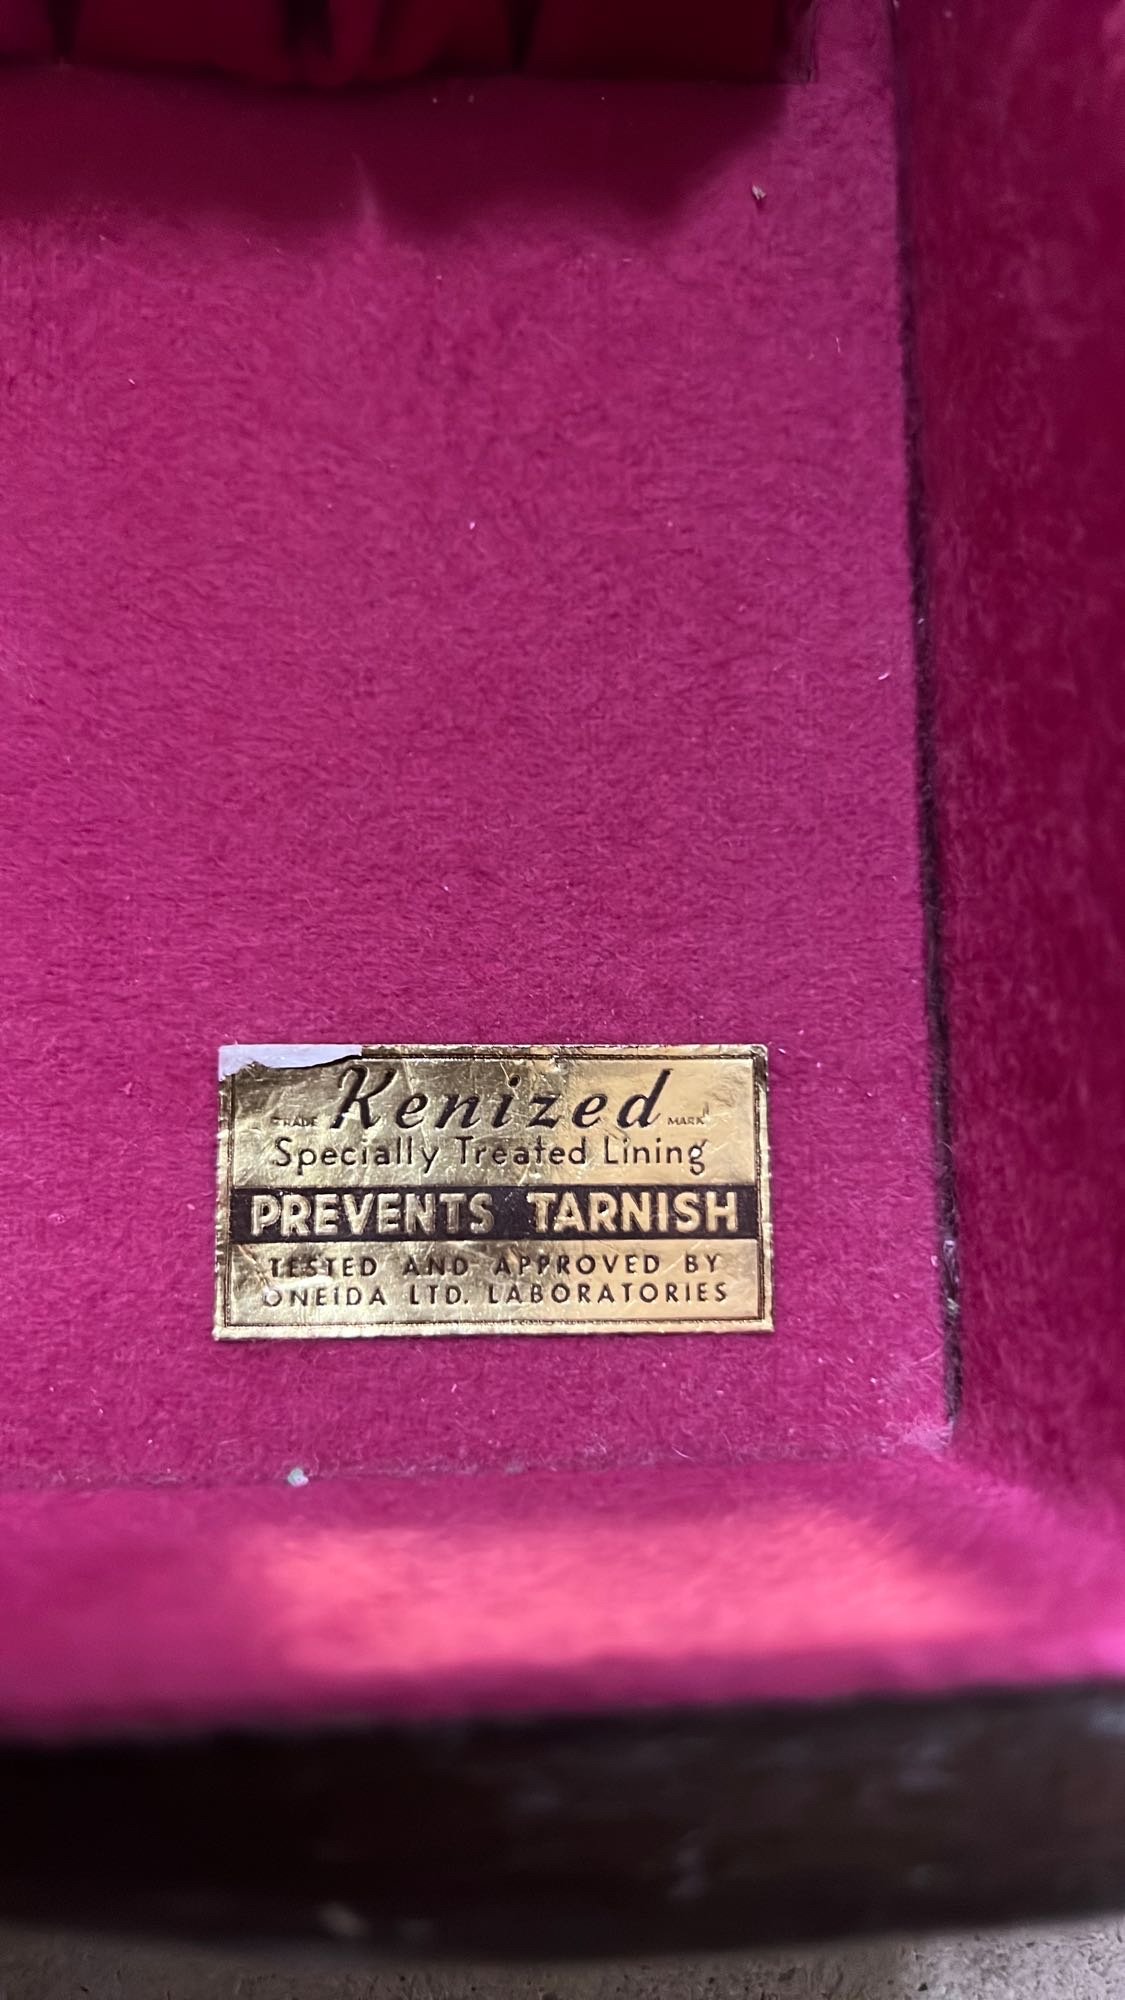 TRADE Kenized MARK
Specially Treated Lining
PREVENTS TARNISH
TESTED AND APPROVED BY
ONEIDA LTD. LABORATORIES